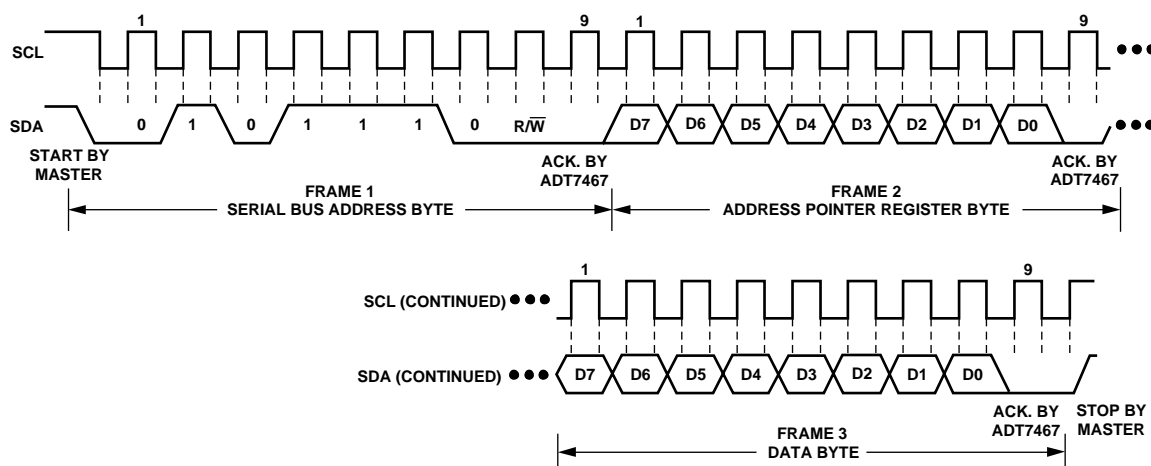 1 9 1 9
SCL
SDA 0 1 0 1 1 1 0 R/W̅ D7 D6 D5 D4 D3 D2 D1 D0
START BY
MASTER
ACK. BY
ADT7467
ACK. BY
ADT7467
FRAME 1
SERIAL BUS ADDRESS BYTE
FRAME 2
ADDRESS POINTER REGISTER BYTE
1 9
SCL (CONTINUED)
SDA (CONTINUED) D7 D6 D5 D4 D3 D2 D1 D0
ACK. BY
ADT7467
STOP BY
MASTER
FRAME 3
DATA BYTE